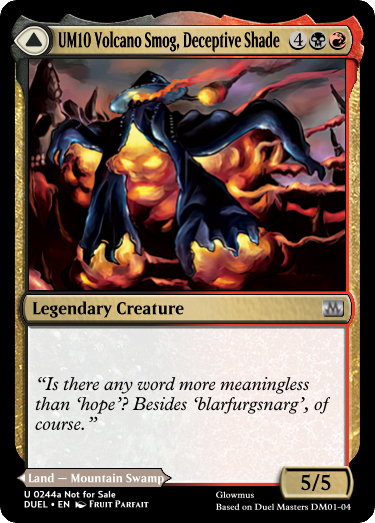 UM10 Volcano Smog, Deceptive Shade 4
Legendary Creature
“Is there any word more meaningless
than ‘hope’? Besides ‘blarfurgsnarg’, of
course.”
Land — Mountain Swamp
5/5
U 0244a Not for Sale
DUEL • EN Fruit Parfait
Glowmus
Based on Duel Masters DM01-04